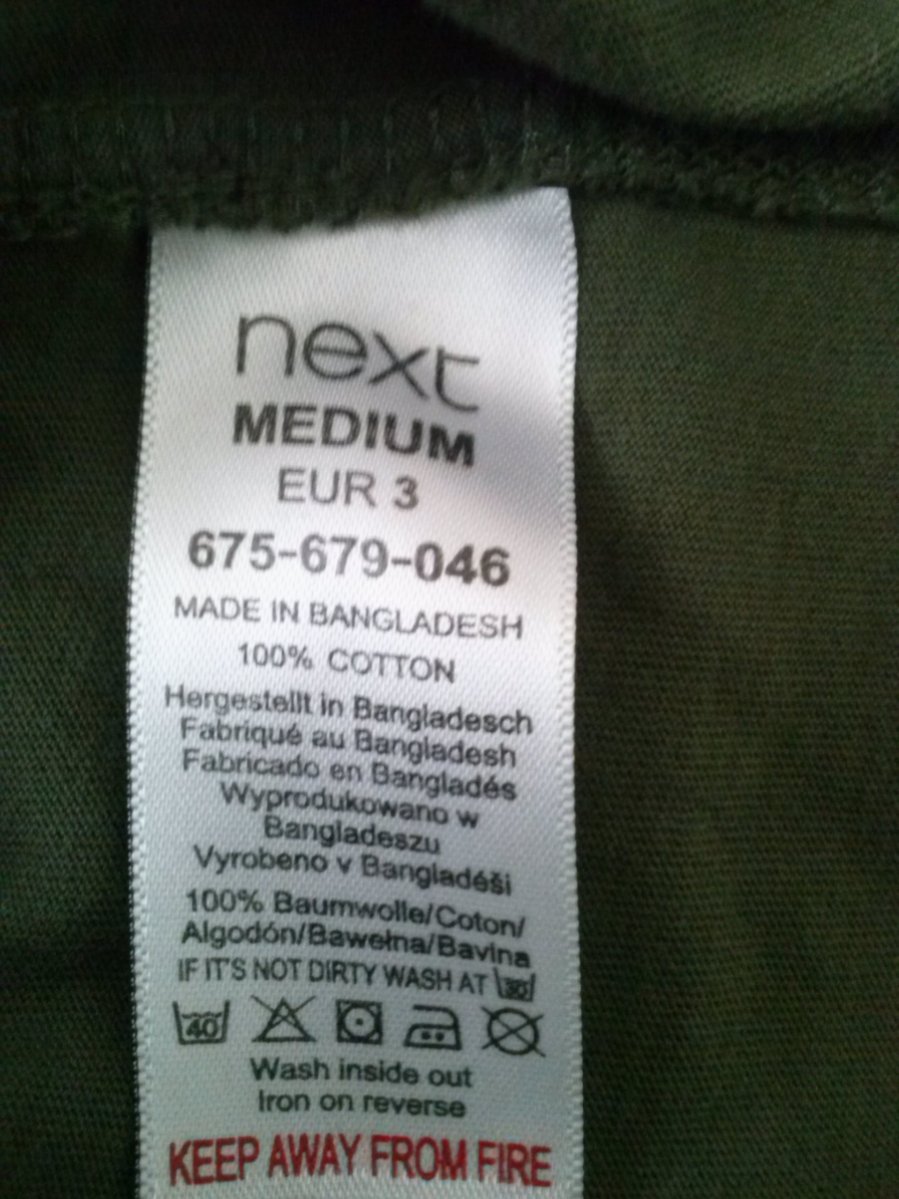 next
MEDIUM
EUR 3
675-679-046
MADE IN BANGLADESH
100% COTTON
Hergestellt in Bangladesch
Fabriqué au Bangladesh
Fabricado en Bangladés
Wyprodukowano w
Bangladeszu
Vyrobeno v Bangladéši
100% Baumwolle/Coton/
Algodón/Bawełna/Bavlna
IF IT'S NOT DIRTY WASH AT 30
40
Wash inside out
Iron on reverse
KEEP AWAY FROM FIRE